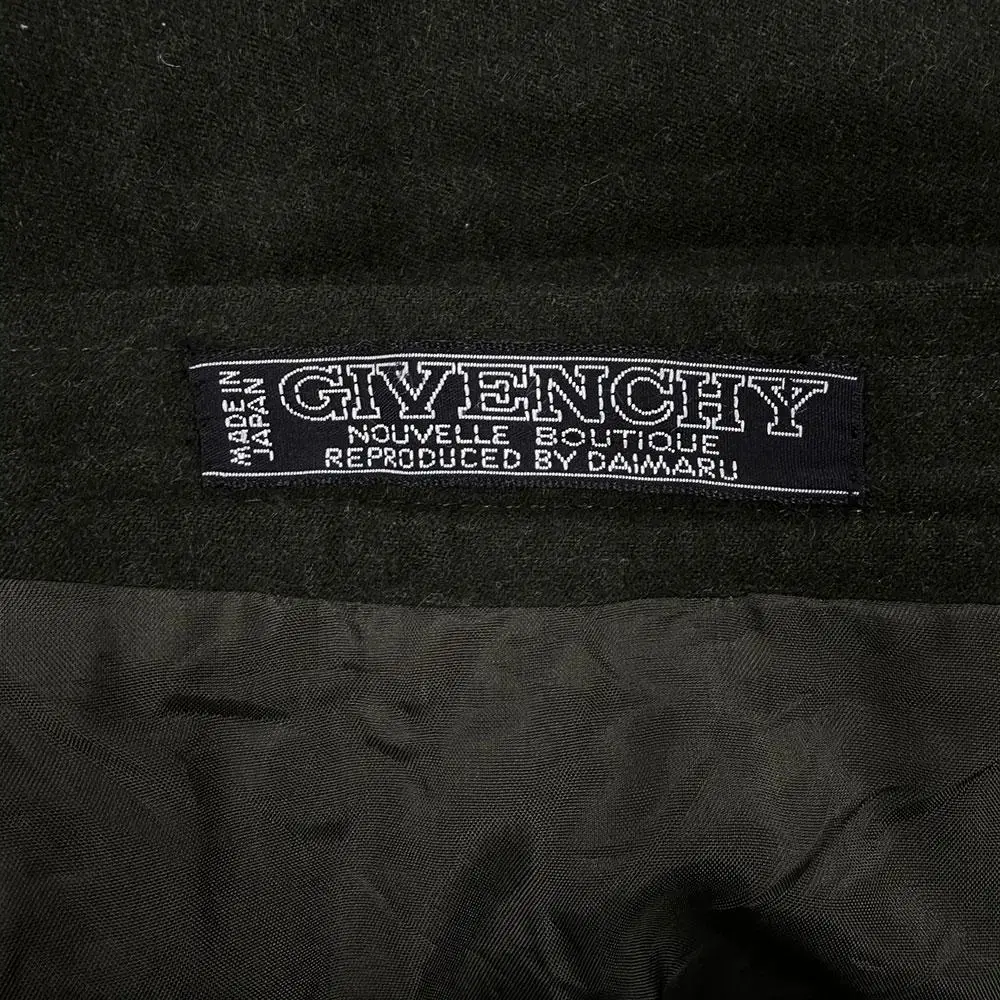 MADE IN
JAPAN
GIVENCHY
NOUVELLE BOUTIQUE
REPRODUCED BY DAIMARU